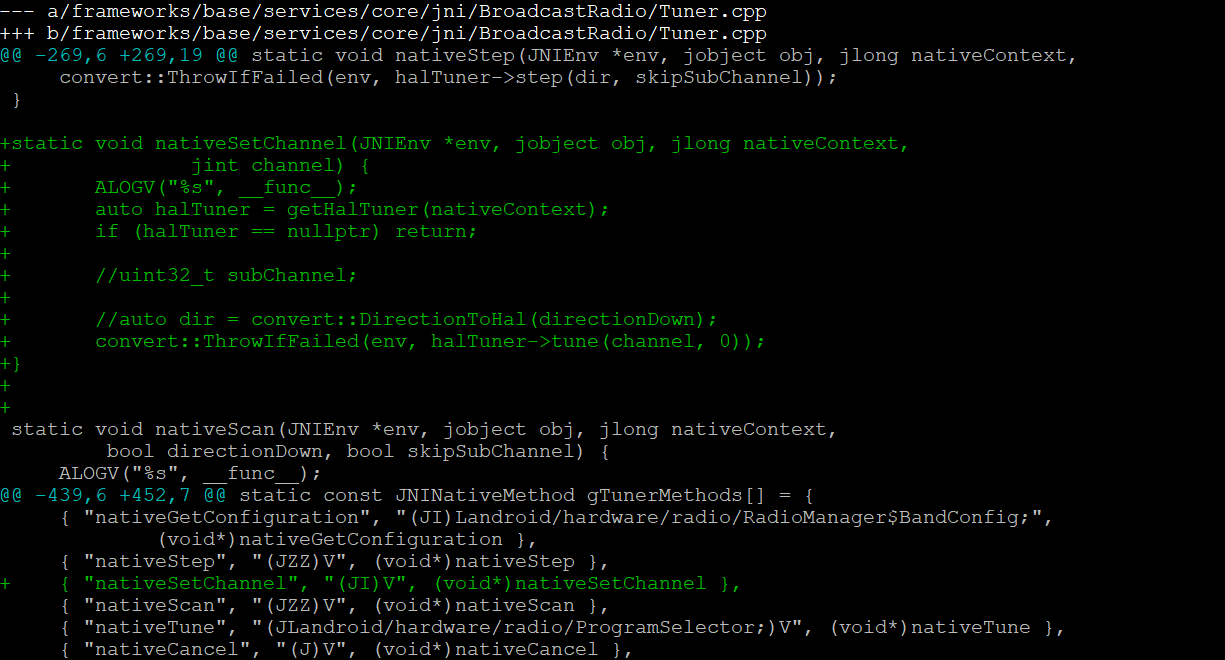 --- a/frameworks/base/services/core/jni/BroadcastRadio/Tuner.cpp
+++ b/frameworks/base/services/core/jni/BroadcastRadio/Tuner.cpp
@@ -269,6 +269,19 @@ static void nativeStep(JNIEnv *env, jobject obj, jlong nativeContext,
     convert::ThrowIfFailed(env, halTuner->step(dir, skipSubChannel));
 }

+static void nativeSetChannel(JNIEnv *env, jobject obj, jlong nativeContext,
+               jint channel) {
+       ALOGV("%s", __func__);
+       auto halTuner = getHalTuner(nativeContext);
+       if (halTuner == nullptr) return;
+
+       //uint32_t subChannel;
+
+       //auto dir = convert::DirectionToHal(directionDown);
+       convert::ThrowIfFailed(env, halTuner->tune(channel, 0));
+}
+
+
 static void nativeScan(JNIEnv *env, jobject obj, jlong nativeContext,
         bool directionDown, bool skipSubChannel) {
     ALOGV("%s", __func__);
@@ -439,6 +452,7 @@ static const JNINativeMethod gTunerMethods[] = {
     { "nativeGetConfiguration", "(JI)Landroid/hardware/radio/RadioManager$BandConfig;",
             (void*)nativeGetConfiguration },
     { "nativeStep", "(JZZ)V", (void*)nativeStep },
+    { "nativeSetChannel", "(JI)V", (void*)nativeSetChannel },
     { "nativeScan", "(JZZ)V", (void*)nativeScan },
     { "nativeTune", "(JLandroid/hardware/radio/ProgramSelector;)V", (void*)nativeTune },
     { "nativeCancel", "(J)V", (void*)nativeCancel },